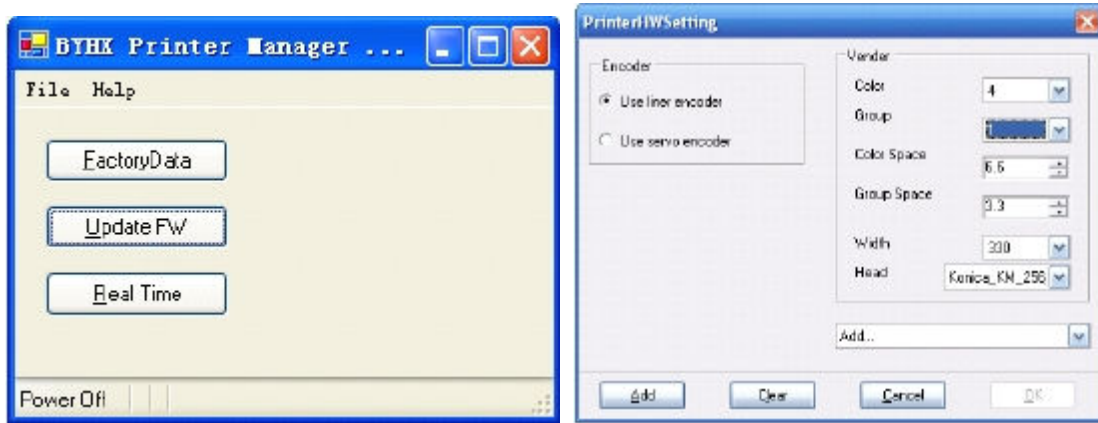 BYHX Printer Manager ...
File Help
FactoryData
Update FW
Real Time
Power Off
PrinterHWSetting
Encoder
Use liner encoder
Use servo encoder
Vender
Color 4
Group
Color Space 6.6
Group Space 3.3
Width 330
Head Konica_KM_256
Add...
Add Clear Cancel OK